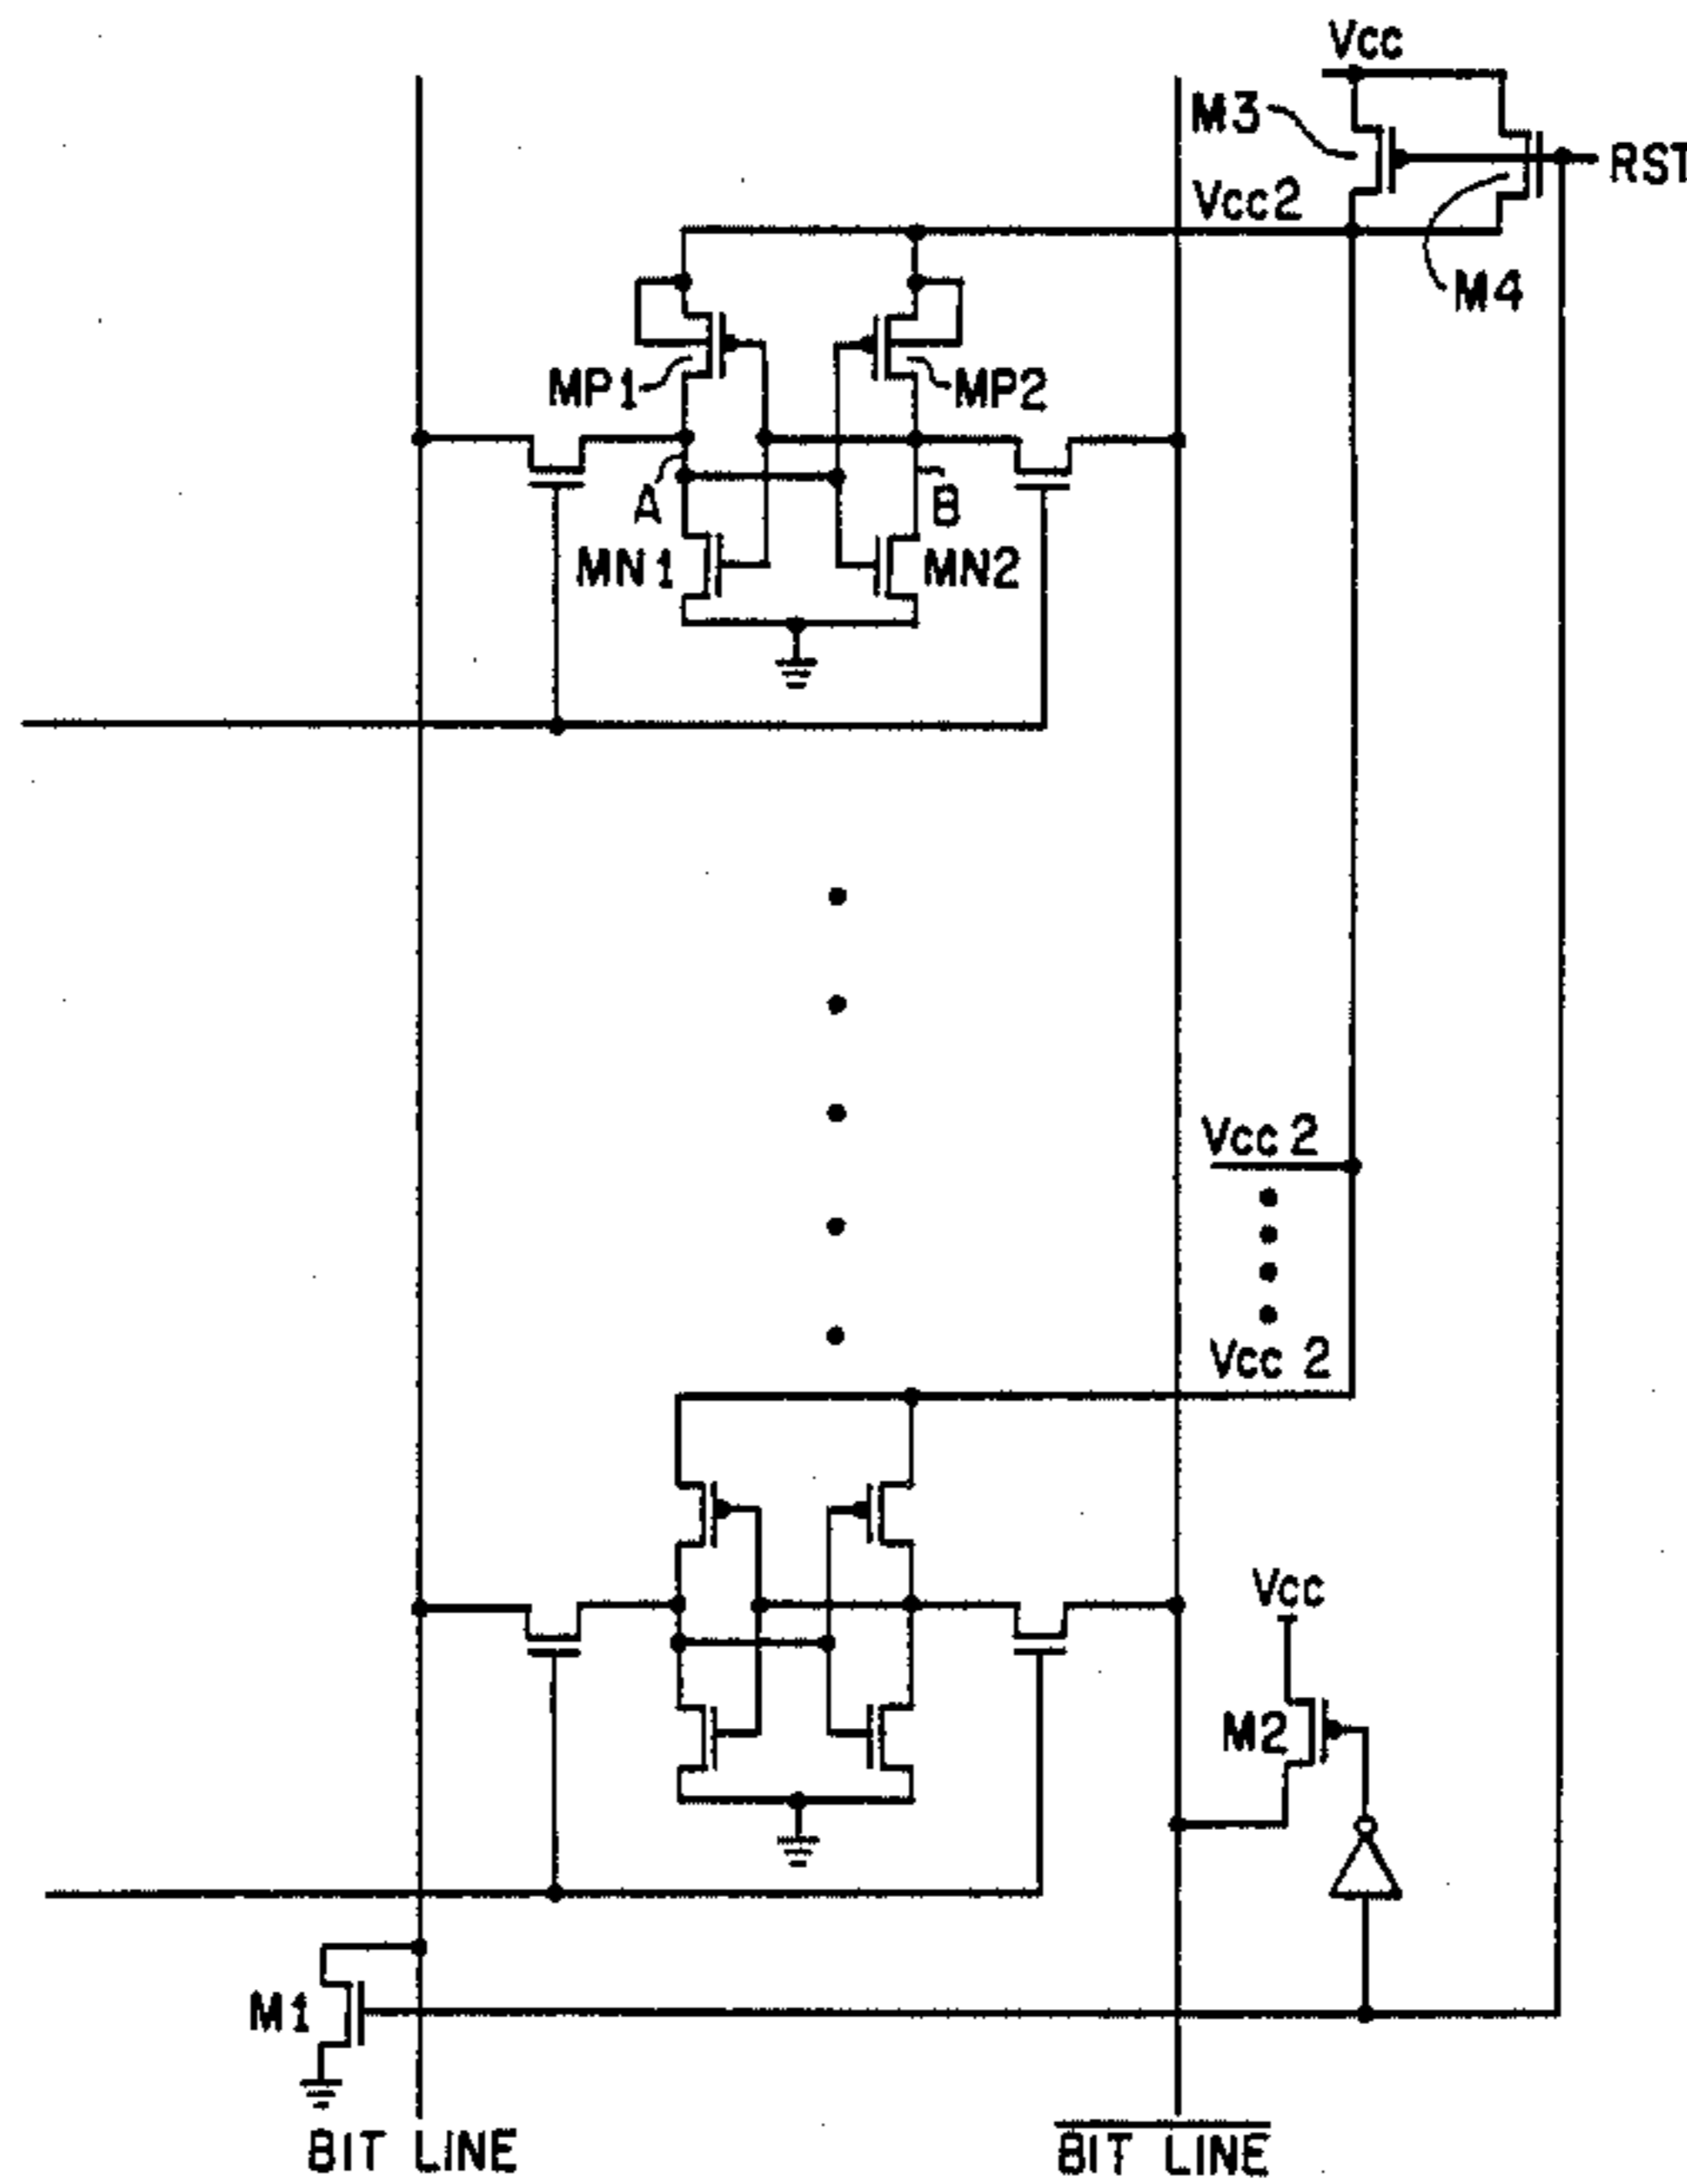 Vcc
M3
RST
Vcc2
M4
MP1
MP2
A
B
MN1
MN2
Vcc 2
Vcc 2
Vcc
M2
M1
BIT LINE
BIT LINE